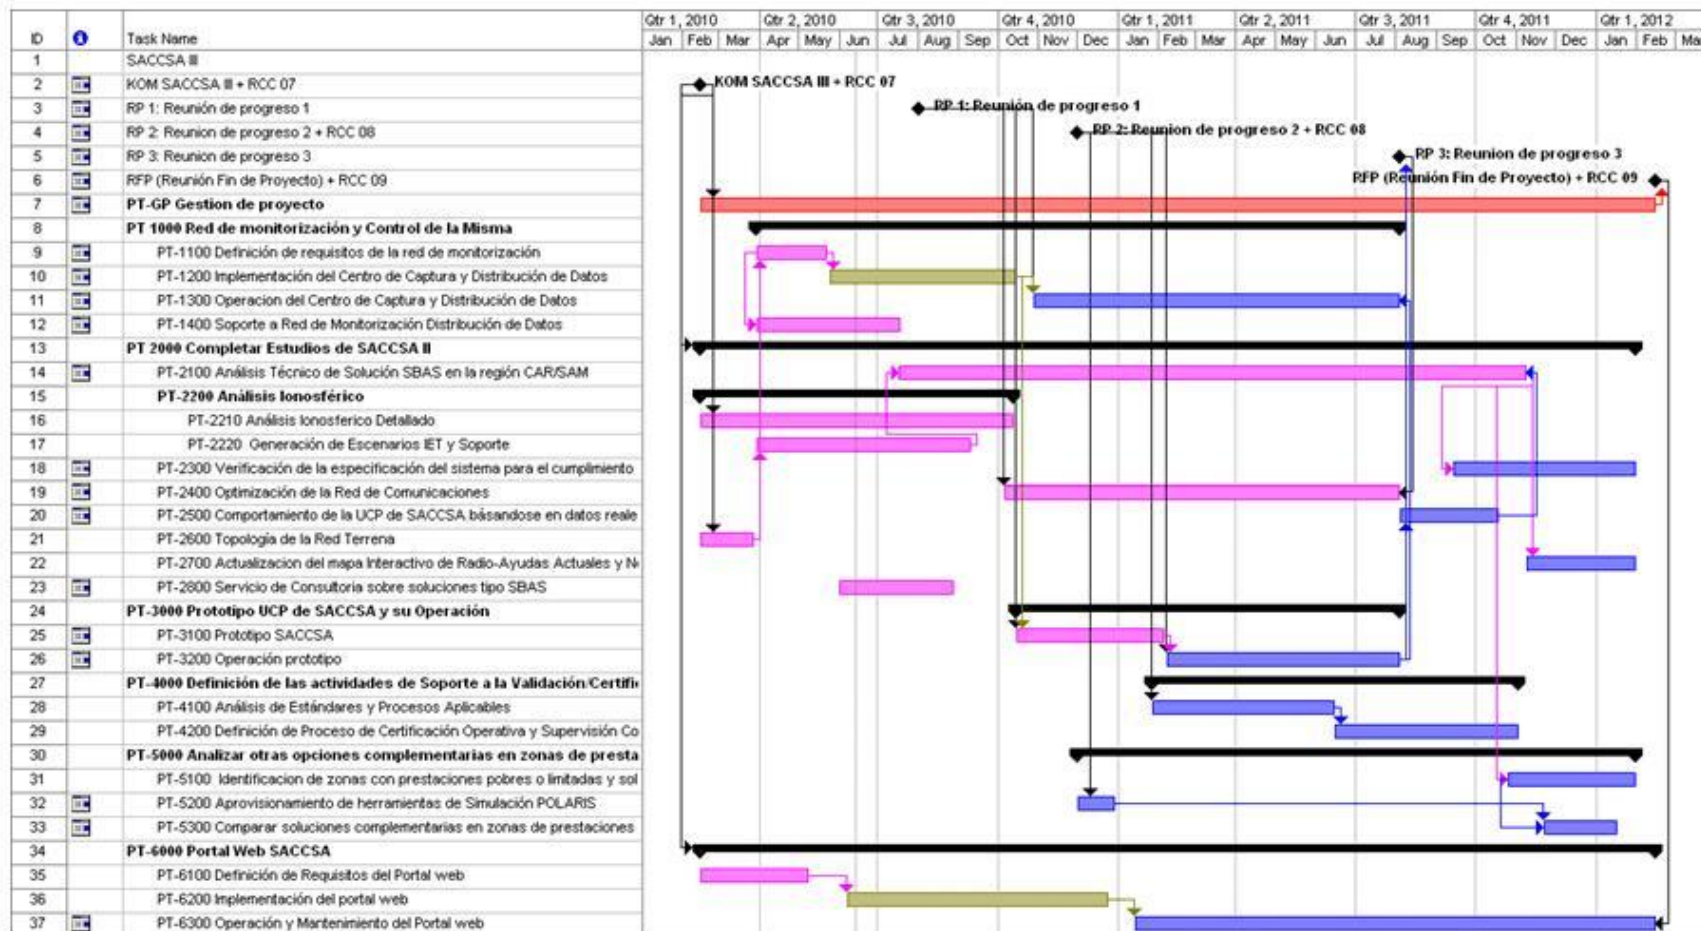 Qtr 1, 2010 Qtr 2, 2010 Qtr 3, 2010 Qtr 4, 2010 Qtr 1, 2011 Qtr 2, 2011 Qtr 3, 2011 Qtr 4, 2011 Qtr 1, 2012
ID Task Name Jan Feb Mar Apr May Jun Jul Aug Sep Oct Nov Dec Jan Feb Mar Apr May Jun Jul Aug Sep Oct Nov Dec Jan Feb Ma
1 SACCSA III
2 KOM SACCSA III + RCC 07 KOM SACCSA III + RCC 07
3 RP 1: Reunión de progreso 1 RP 1: Reunión de progreso 1
4 RP 2: Reunion de progreso 2 + RCC 08 RP 2: Reunion de progreso 2 + RCC 08
5 RP 3: Reunion de progreso 3 RP 3: Reunion de progreso 3
6 RFP (Reunión Fin de Proyecto) + RCC 09 RFP (Reunión Fin de Proyecto) + RCC 09
7 PT-GP Gestion de proyecto
8 PT 1000 Red de monitorización y Control de la Misma
9 PT-1100 Definición de requisitos de la red de monitorización
10 PT-1200 Implementación del Centro de Captura y Distribución de Datos
11 PT-1300 Operacion del Centro de Captura y Distribución de Datos
12 PT-1400 Soporte a Red de Monitorización Distribución de Datos
13 PT 2000 Completar Estudios de SACCSA II
14 PT-2100 Análisis Técnico de Solución SBAS en la región CAR/SAM
15 PT-2200 Análisis Ionosférico
16 PT-2210 Análisis Ionosferico Detallado
17 PT-2220 Generación de Escenarios IET y Soporte
18 PT-2300 Verificación de la especificación del sistema para el cumplimiento
19 PT-2400 Optimización de la Red de Comunicaciones
20 PT-2500 Comportamiento de la UCP de SACCSA básandose en datos reale
21 PT-2600 Topología de la Red Terrena
22 PT-2700 Actualizacion del mapa Interactivo de Radio-Ayudas Actuales y N
23 PT-2800 Servicio de Consultoria sobre soluciones tipo SBAS
24 PT-3000 Prototipo UCP de SACCSA y su Operación
25 PT-3100 Prototipo SACCSA
26 PT-3200 Operación prototipo
27 PT-4000 Definición de las actividades de Soporte a la Validación/Certifi
28 PT-4100 Análisis de Estándares y Procesos Aplicables
29 PT-4200 Definición de Proceso de Certificación Operativa y Supervisión Co
30 PT-5000 Analizar otras opciones complementarias en zonas de presta
31 PT-5100 Identificacion de zonas con prestaciones pobres o limitadas y sol
32 PT-5200 Aprovisionamiento de herramientas de Simulación POLARIS
33 PT-5300 Comparar soluciones complementarias en zonas de prestaciones
34 PT-6000 Portal Web SACCSA
35 PT-6100 Definición de Requisitos del Portal web
36 PT-6200 Implementación del portal web
37 PT-6300 Operación y Mantenimiento del Portal web